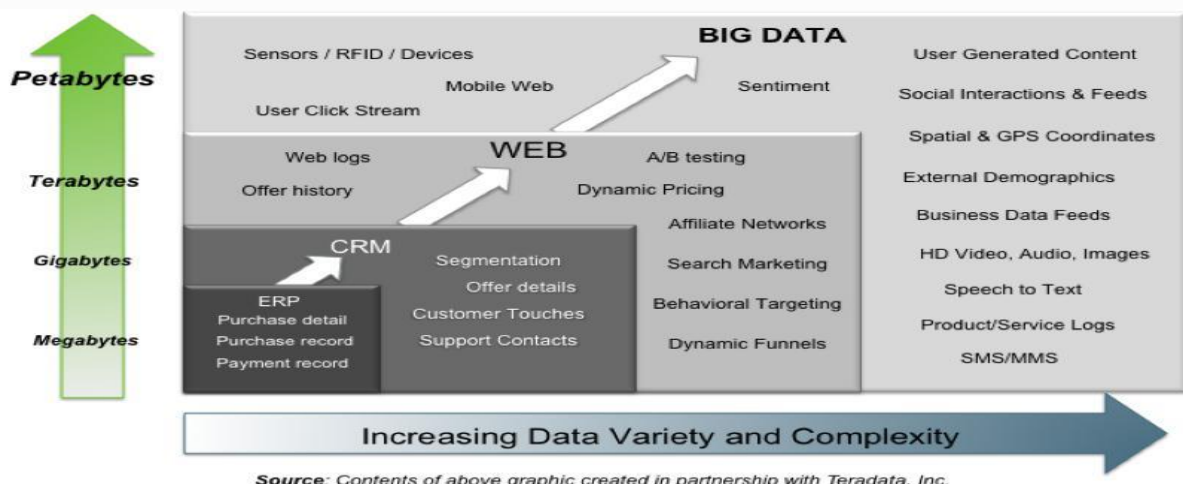 Petabytes
Terabytes
Gigabytes
Megabytes
BIG DATA
Sensors / RFID / Devices
Mobile Web
Sentiment
User Click Stream
User Generated Content
Social Interactions & Feeds
Spatial & GPS Coordinates
External Demographics
Business Data Feeds
HD Video, Audio, Images
Speech to Text
Product/Service Logs
SMS/MMS
WEB
Web logs
A/B testing
Offer history
Dynamic Pricing
Affiliate Networks
Search Marketing
Behavioral Targeting
Dynamic Funnels
CRM
Segmentation
Offer details
Customer Touches
Support Contacts
ERP
Purchase detail
Purchase record
Payment record
Increasing Data Variety and Complexity
Source: Contents of above graphic created in partnership with Teradata, Inc.